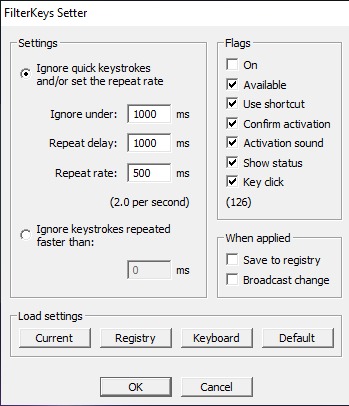 FilterKeys Setter
Settings
Ignore quick keystrokes
and/or set the repeat rate
Ignore under: 1000 ms
Repeat delay: 1000 ms
Repeat rate: 500 ms
(2.0 per second)
Ignore keystrokes repeated
faster than:
0 ms
Flags
On
Available
Use shortcut
Confirm activation
Activation sound
Show status
Key click
(126)
When applied
Save to registry
Broadcast change
Load settings
Current Registry Keyboard Default
OK Cancel